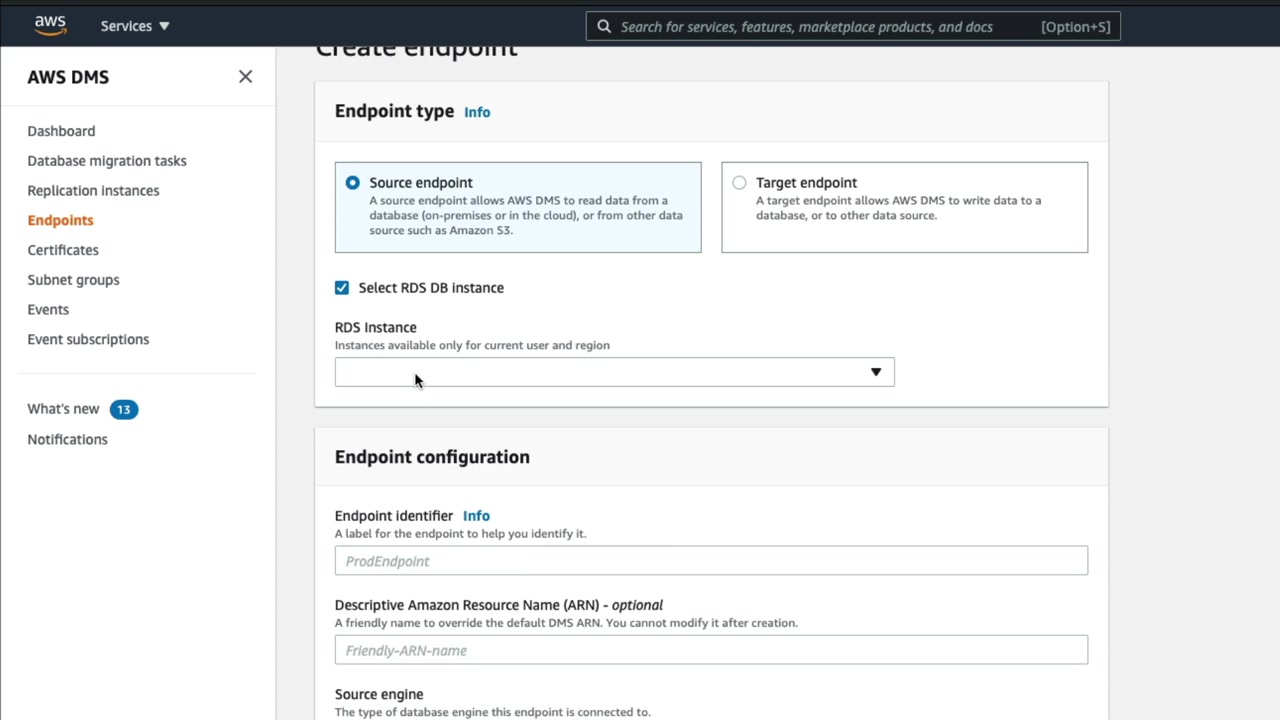 aws
Services ▼
Search for services, features, marketplace products, and docs
[Option+S]
AWS DMS
Dashboard
Database migration tasks
Replication instances
Endpoints
Certificates
Subnet groups
Events
Event subscriptions
What's new 13
Notifications
Create endpoint
Endpoint type Info
Source endpoint
A source endpoint allows AWS DMS to read data from a
database (on-premises or in the cloud), or from other data
source such as Amazon S3.
Target endpoint
A target endpoint allows AWS DMS to write data to a
database, or to other data source.
Select RDS DB instance
RDS Instance
Instances available only for current user and region
Endpoint configuration
Endpoint identifier Info
A label for the endpoint to help you identify it.
ProdEndpoint
Descriptive Amazon Resource Name (ARN) - optional
A friendly name to override the default DMS ARN. You cannot modify it after creation.
Friendly-ARN-name
Source engine
The type of database engine this endpoint is connected to.